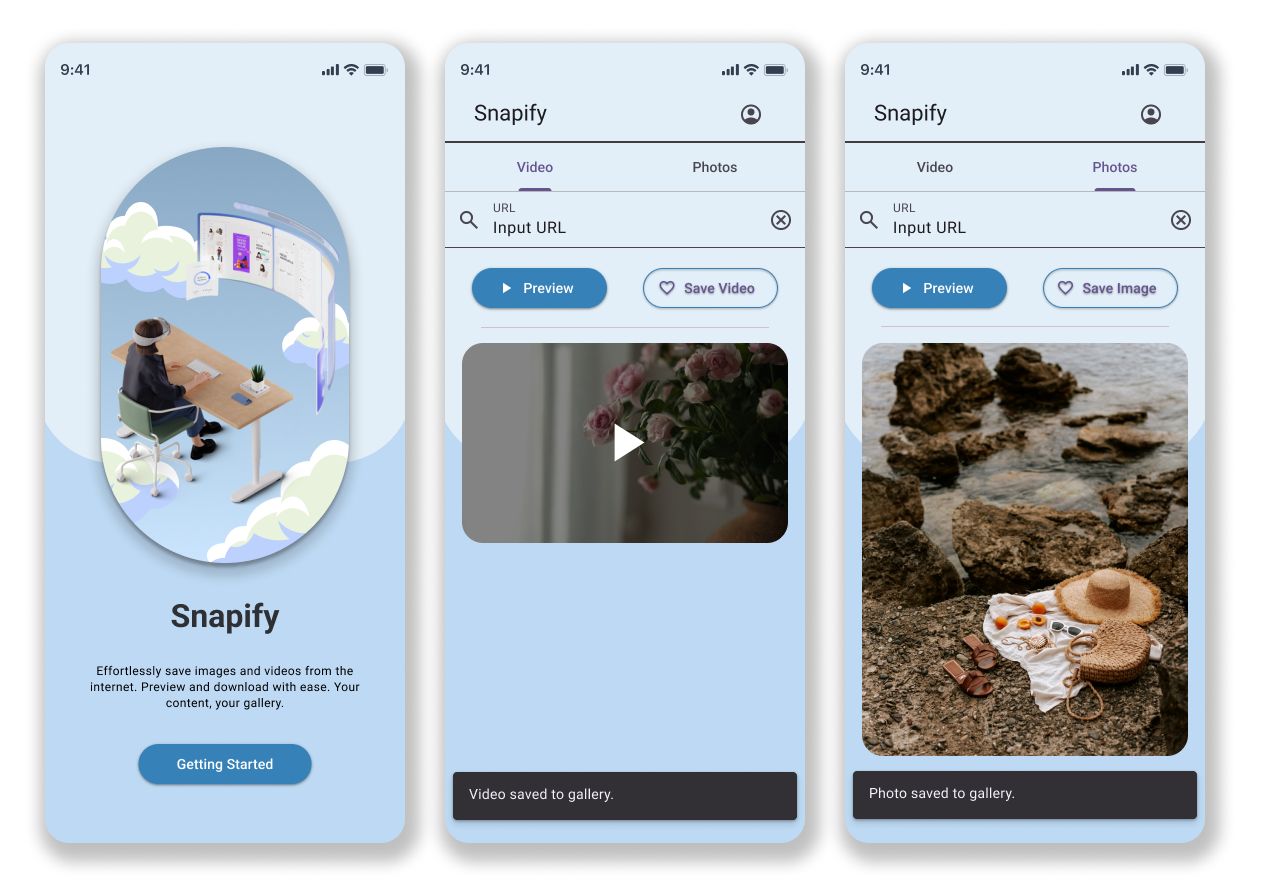 9:41
Snapify
Effortlessly save images and videos from the
internet. Preview and download with ease. Your
content, your gallery.
Getting Started
9:41
Snapify
Video
Photos
URL
Input URL
Preview
Save Video
Video saved to gallery.
9:41
Snapify
Video
Photos
URL
Input URL
Preview
Save Image
Photo saved to gallery.